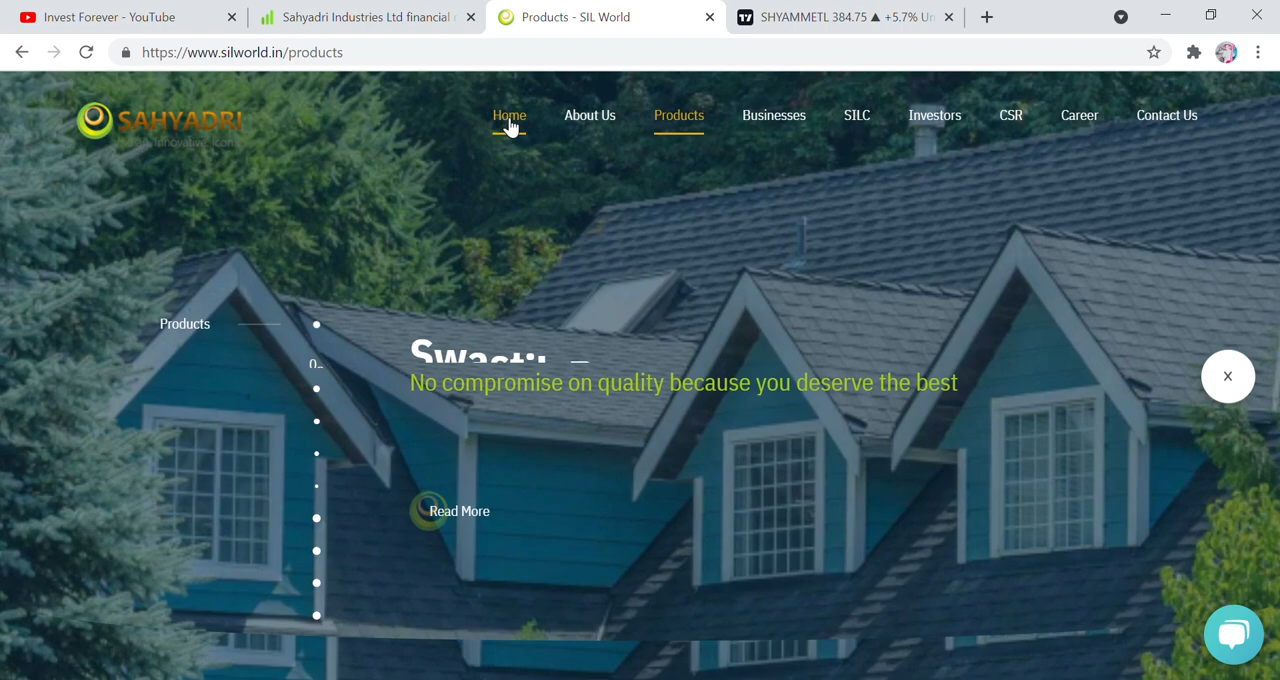 Invest Forever - YouTube
Sahyadri Industries Ltd financial
Products - SIL World
SHYAMMETL 384.75 ▲ +5.7% Un
https://www.silworld.in/products
SAHYADRI
Home
About Us
Products
Businesses
SILC
Investors
CSR
Career
Contact Us
Products
No compromise on quality because you deserve the best
X
Read More